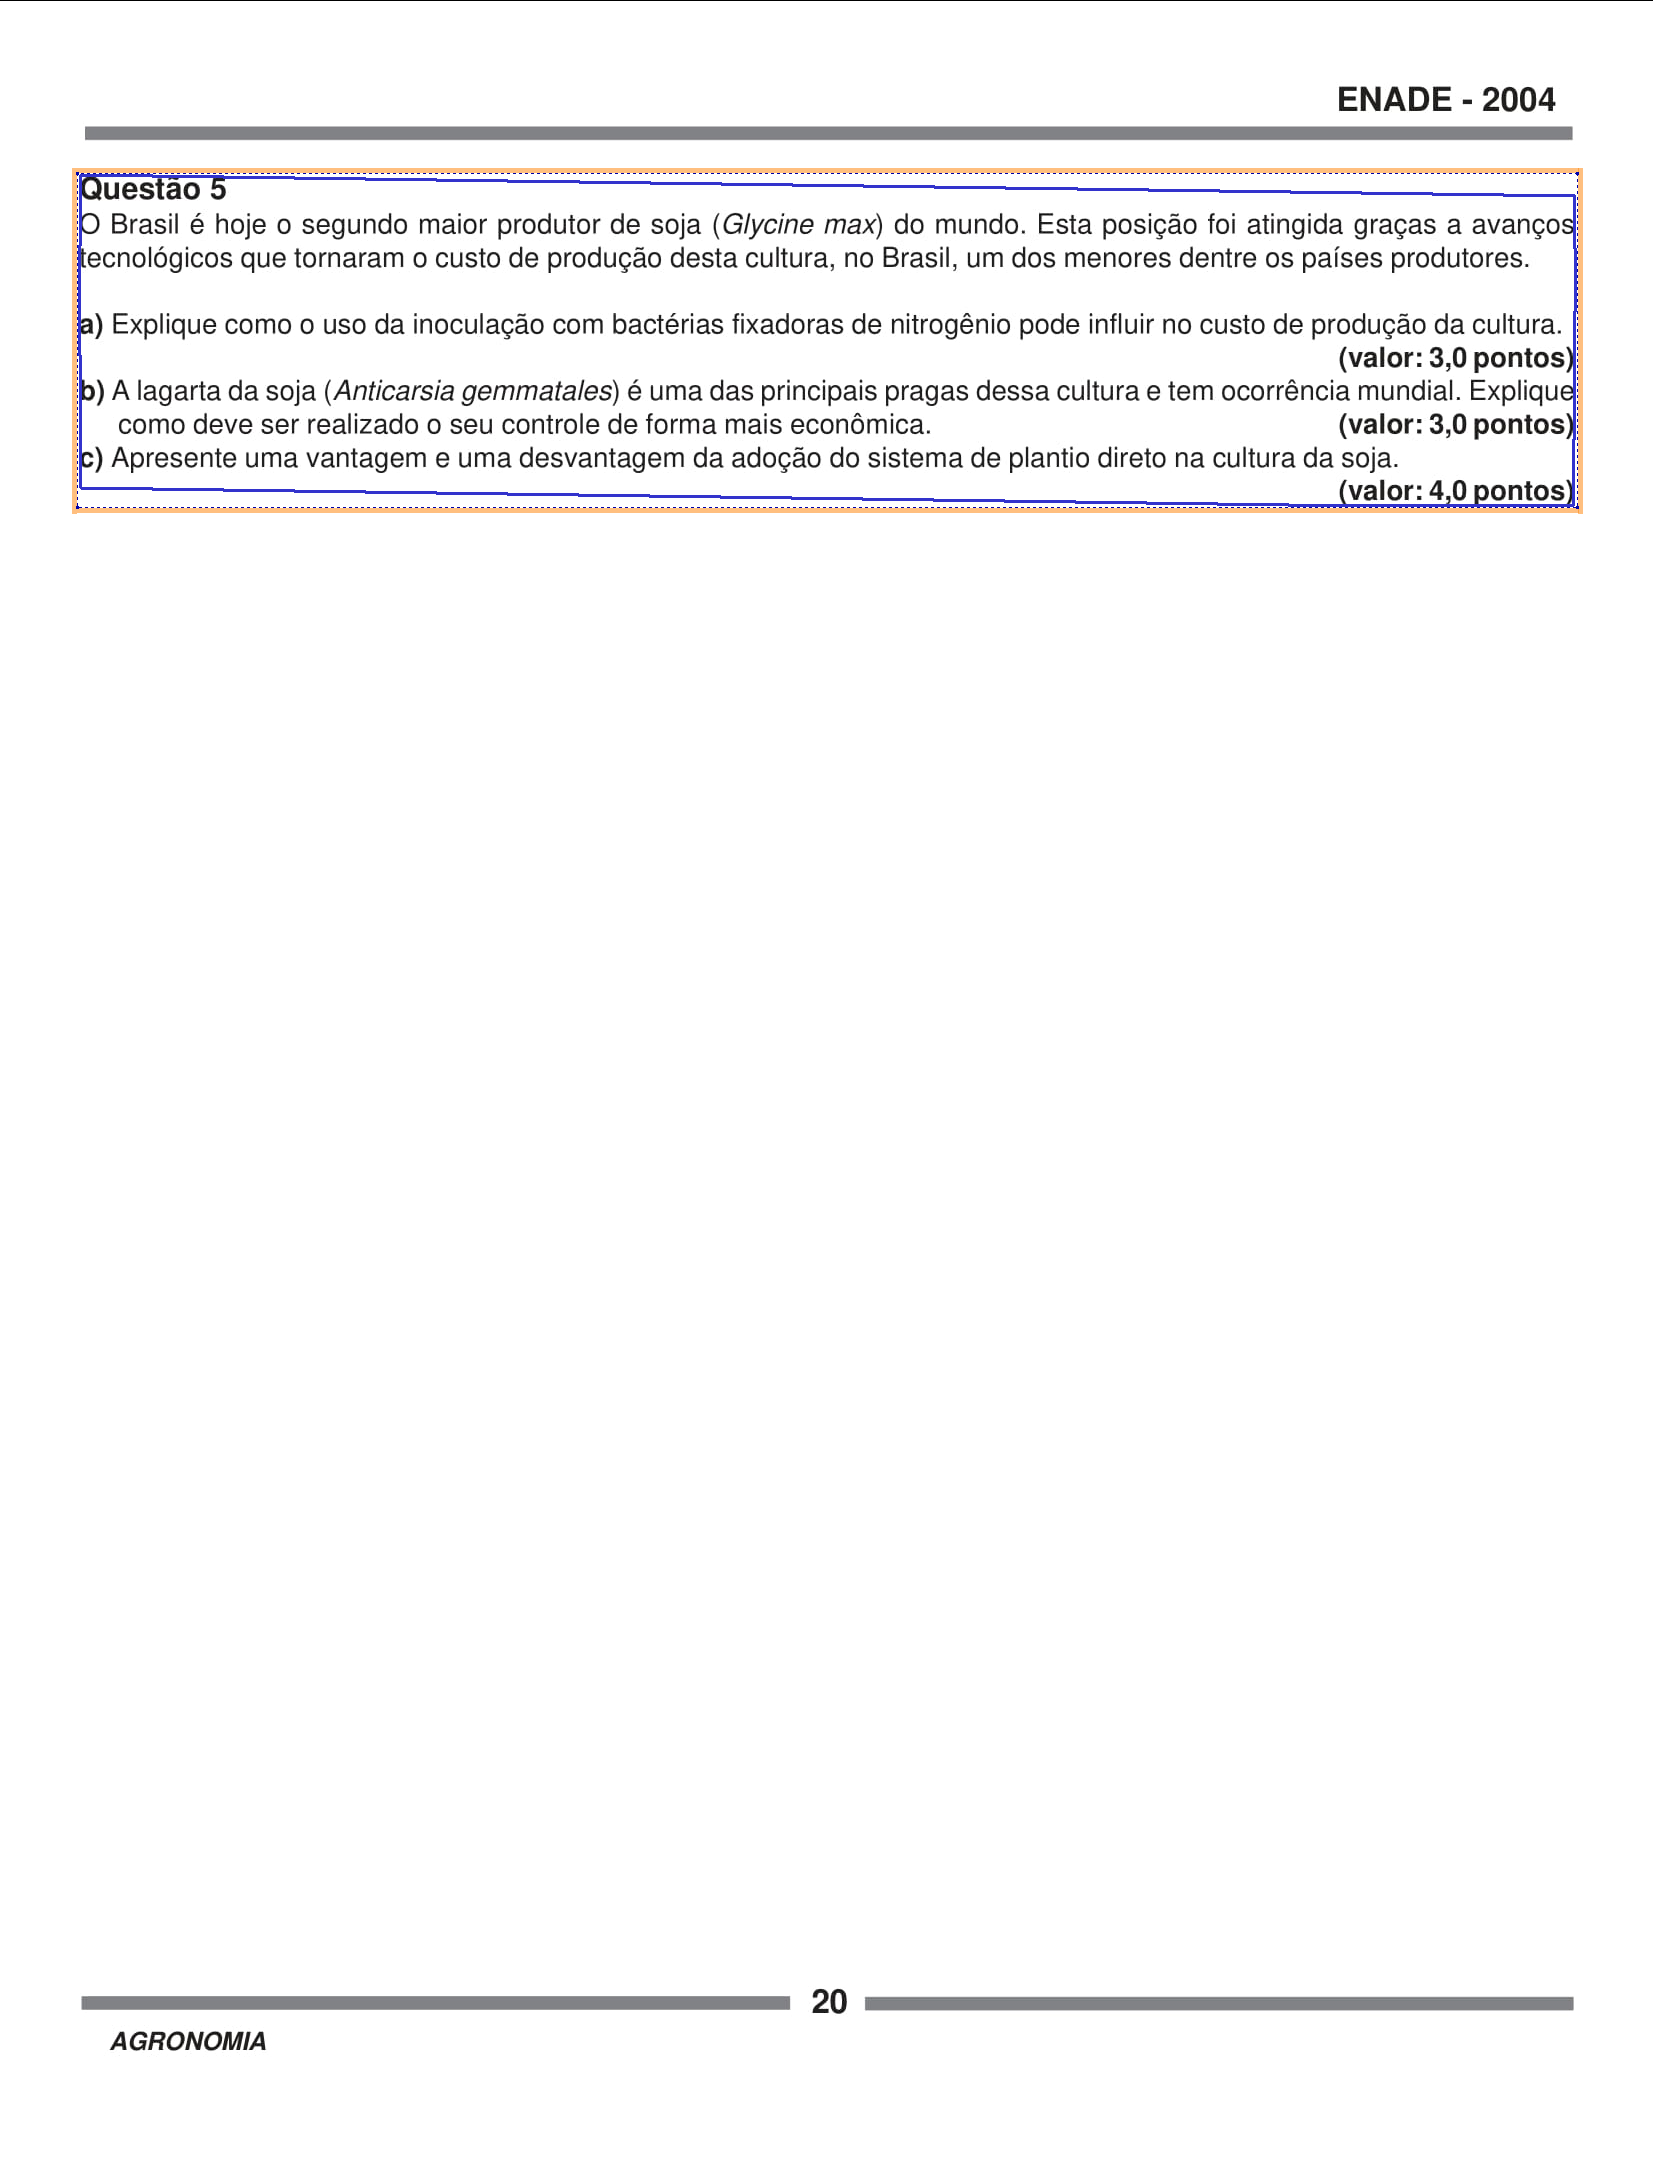 ENADE - 2004
Questão 5
O Brasil é hoje o segundo maior produtor de soja (Glycine max) do mundo. Esta posição foi atingida graças a avanços
tecnológicos que tornaram o custo de produção desta cultura, no Brasil, um dos menores dentre os países produtores.
a) Explique como o uso da inoculação com bactérias fixadoras de nitrogênio pode influir no custo de produção da cultura.
(valor: 3,0 pontos)
b) A lagarta da soja (Anticarsia gemmatales) é uma das principais pragas dessa cultura e tem ocorrência mundial. Explique
como deve ser realizado o seu controle de forma mais econômica. (valor: 3,0 pontos)
c) Apresente uma vantagem e uma desvantagem da adoção do sistema de plantio direto na cultura da soja.
(valor: 4,0 pontos)
20
AGRONOMIA